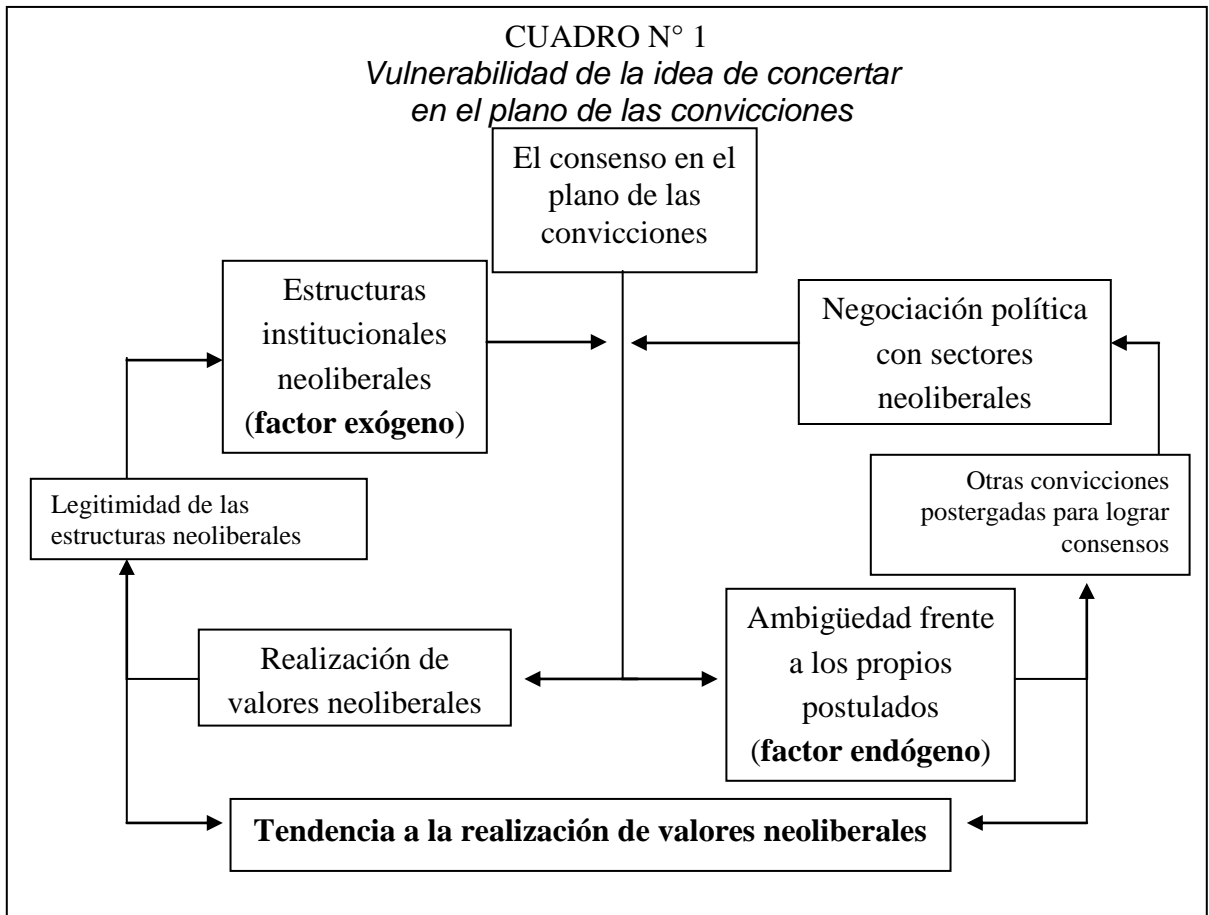 CUADRO N° 1
Vulnerabilidad de la idea de concertar
en el plano de las convicciones
El consenso en el
plano de las
convicciones
Estructuras
institucionales
neoliberales
(factor exógeno)
Negociación política
con sectores
neoliberales
Legitimidad de las
estructuras neoliberales
Otras convicciones
postergadas para lograr
consensos
Realización de
valores neoliberales
Ambigüedad frente
a los propios
postulados
(factor endógeno)
Tendencia a la realización de valores neoliberales